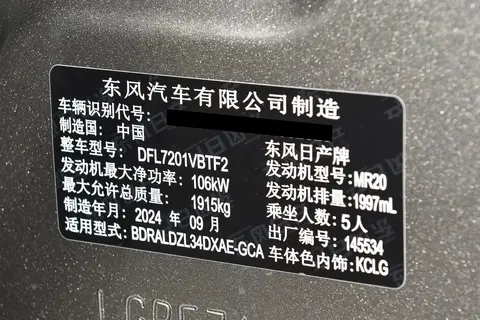 东风汽车有限公司制造
车辆识别代号：
制造国：中国
整车型号：DFL7201VBTF2 东风日产牌
发动机最大净功率：106kW 发动机型号：MR20
最大允许总质量：1915kg 发动机排量：1997mL
制造年月：2024 年 09 月 乘坐人数：5人
适用型式：BDRALDZL34DXAE-GCA 出厂编号：145534
车体色内饰：KCLG